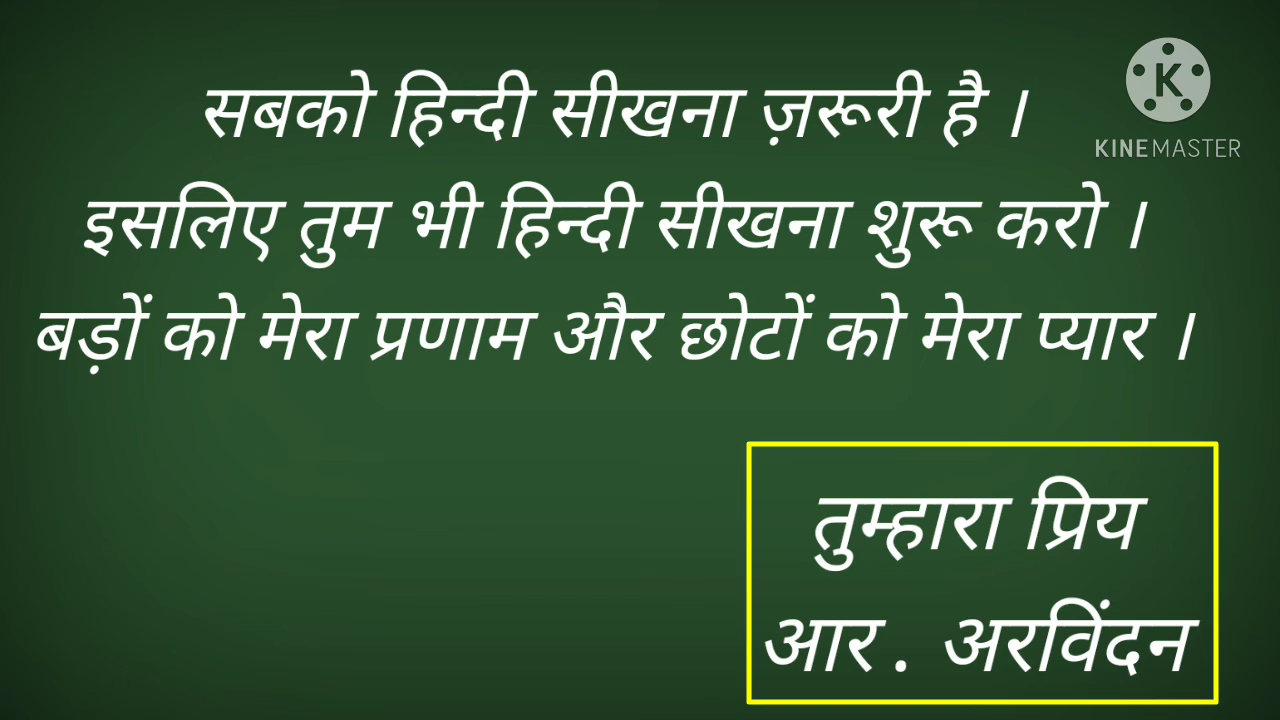 सबको हिन्दी सीखना ज़रूरी है ।
इसलिए तुम भी हिन्दी सीखना शुरू करो ।
बड़ों को मेरा प्रणाम और छोटों को मेरा प्यार ।
तुम्हारा प्रिय
आर . अरविंदन
K
KINEMASTER